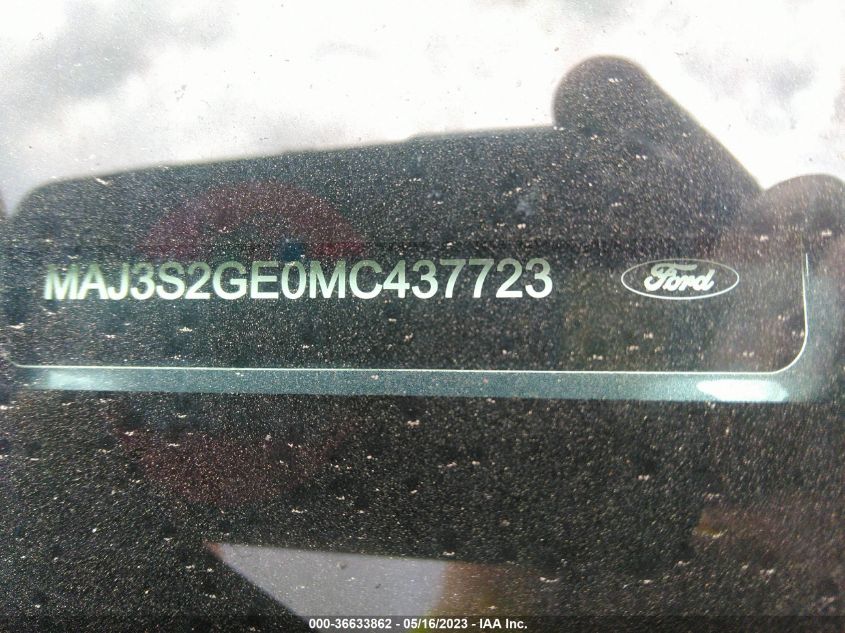 MAJ3S2GE0MC437723 Ford
000-36633862 - 05/16/2023 - IAA Inc.